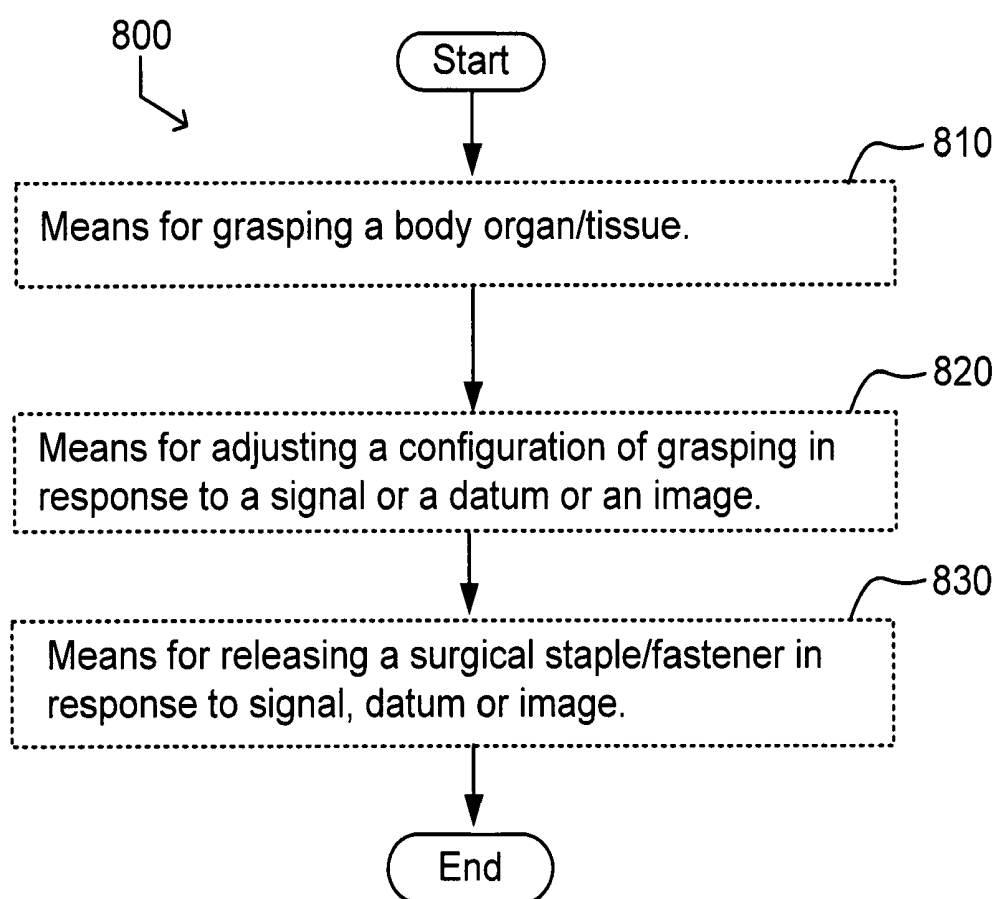 800
Start
810
Means for grasping a body organ/tissue.
820
Means for adjusting a configuration of grasping in
response to a signal or a datum or an image.
830
Means for releasing a surgical staple/fastener in
response to signal, datum or image.
End